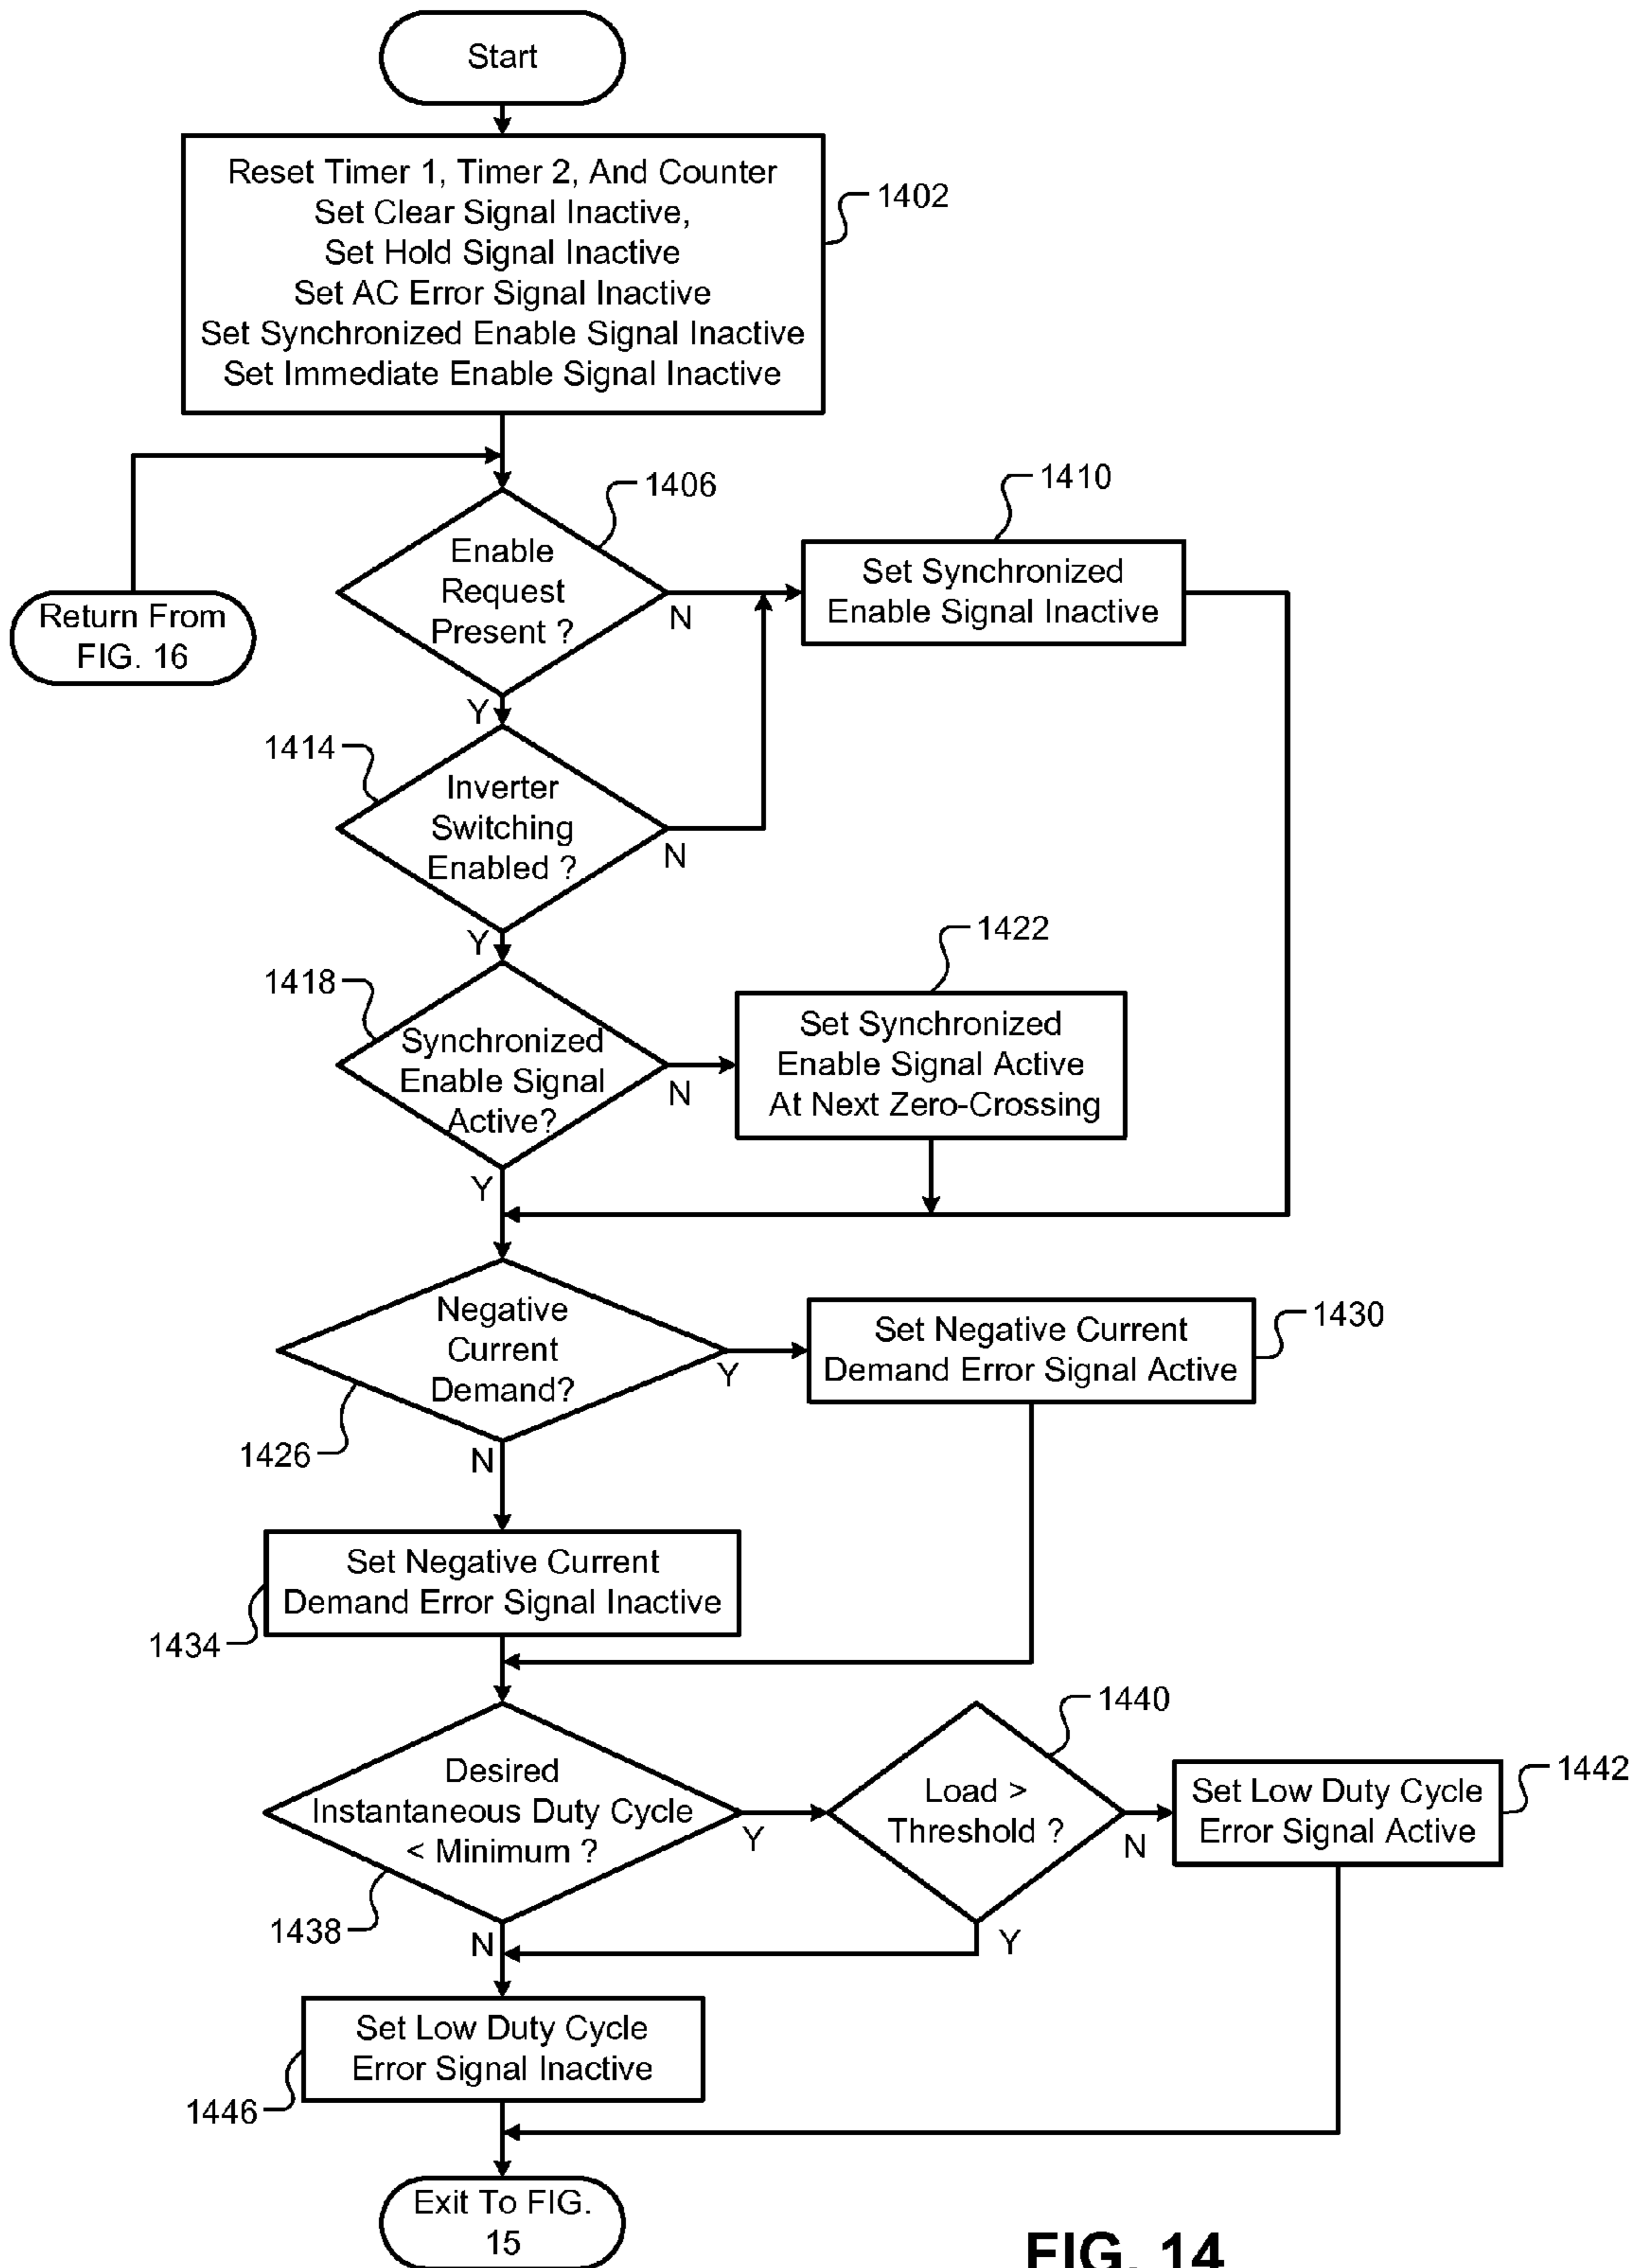 Start
Reset Timer 1, Timer 2, And Counter
Set Clear Signal Inactive,
Set Hold Signal Inactive
Set AC Error Signal Inactive
Set Synchronized Enable Signal Inactive
Set Immediate Enable Signal Inactive
1402
Return From
FIG. 16
1406
Enable
Request
Present ?
N
Y
1410
Set Synchronized
Enable Signal Inactive
1414
Inverter
Switching
Enabled ?
N
Y
1418
Synchronized
Enable Signal
Active?
N
Y
1422
Set Synchronized
Enable Signal Active
At Next Zero-Crossing
Negative
Current
Demand?
1426
Y
N
Set Negative Current
Demand Error Signal Active
1430
Set Negative Current
Demand Error Signal Inactive
1434
Desired
Instantaneous Duty Cycle
< Minimum ?
1438
Y
N
1440
Load >
Threshold ?
N
Y
Set Low Duty Cycle
Error Signal Active
1442
Set Low Duty Cycle
Error Signal Inactive
1446
Exit To FIG.
15
FIG. 14